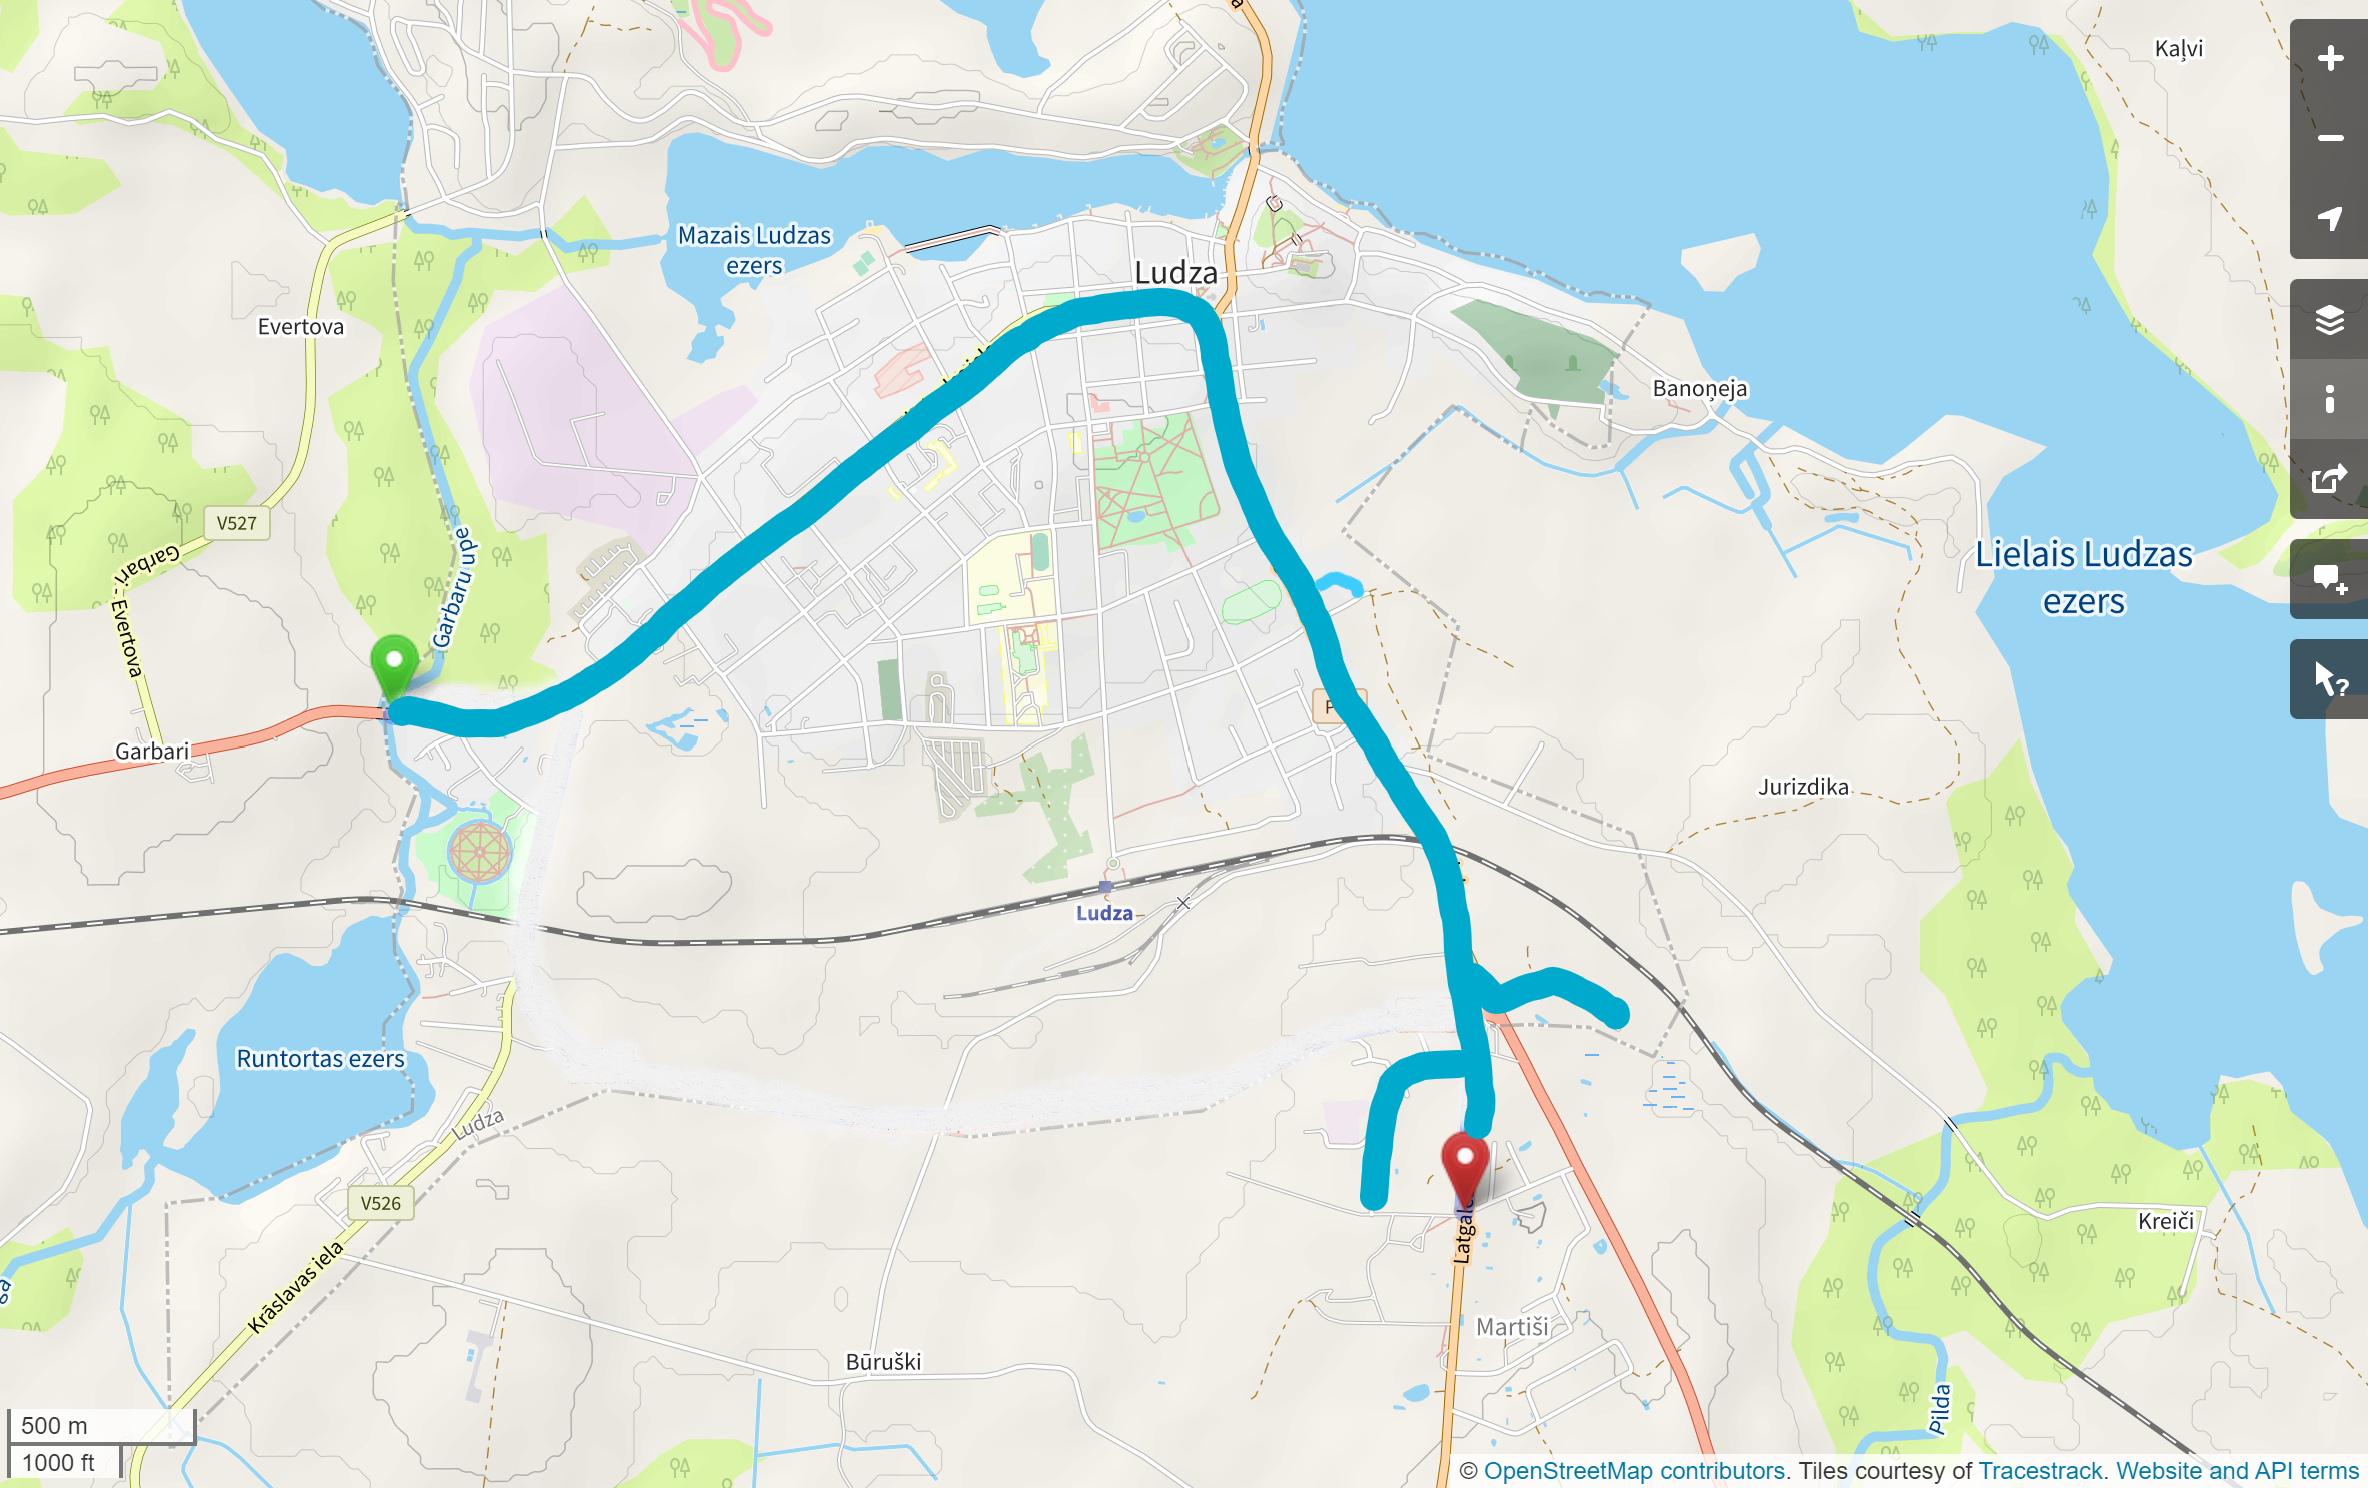 Kaļvi
Mazais Ludzas
ezers
Ludza
Evertova
Banoņeja
V527
Garbari - Evertova
Garbaru upe
Lielais Ludzas
ezers
Garbari
Jurizdika
Ludza
Runtortas ezers
Ludza
V526
Krāslavas iela
Kreiči
Martiši
Būruški
Pilda
500 m
1000 ft
© OpenStreetMap contributors. Tiles courtesy of Tracestrack. Website and API terms